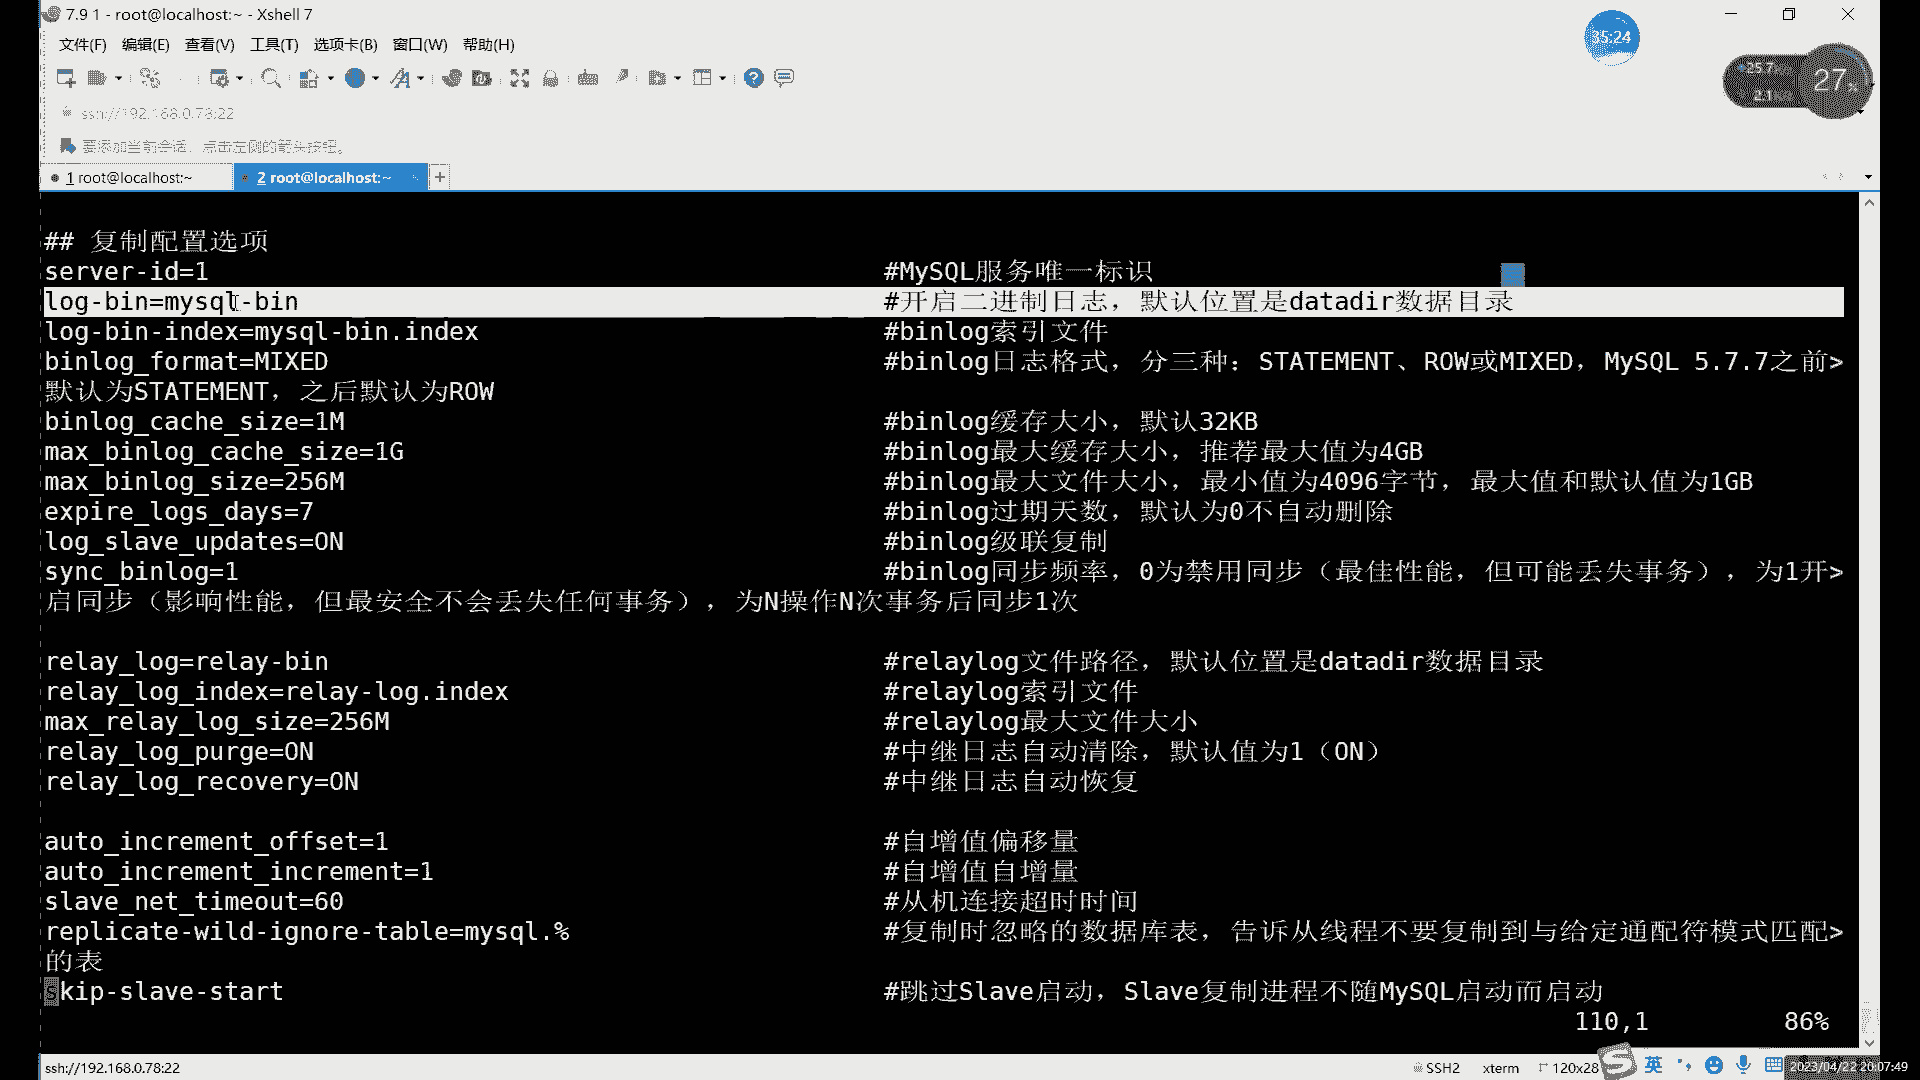 7.9 1 - root@localhost:~ - Xshell 7
35:24
文件(F) 编辑(E) 查看(V) 工具(T) 选项卡(B) 窗口(W) 帮助(H)
25.7
2.1
27%
ssh://192.168.0.78:22
要添加当前会话，点击左侧的箭头按钮。
1 root@localhost:~ 2 root@localhost:~ +
## 复制配置选项
server-id=1 #MySQL服务唯一标识
log-bin=mysql-bin #开启二进制日志，默认位置是datadir数据目录
log-bin-index=mysql-bin.index #binlog索引文件
binlog_format=MIXED #binlog日志格式，分三种：STATEMENT、ROW或MIXED，MySQL 5.7.7之前>
默认为STATEMENT，之后默认为ROW
binlog_cache_size=1M #binlog缓存大小，默认32KB
max_binlog_cache_size=1G #binlog最大缓存大小，推荐最大值为4GB
max_binlog_size=256M #binlog最大文件大小，最小值为4096字节，最大值和默认值为1GB
expire_logs_days=7 #binlog过期天数，默认为0不自动删除
log_slave_updates=ON #binlog级联复制
sync_binlog=1 #binlog同步频率，0为禁用同步（最佳性能，但可能丢失事务），为1开>
启同步（影响性能，但最安全不会丢失任何事务），为N操作N次事务后同步1次
relay_log=relay-bin #relaylog文件路径，默认位置是datadir数据目录
relay_log_index=relay-log.index #relaylog索引文件
max_relay_log_size=256M #relaylog最大文件大小
relay_log_purge=ON #中继日志自动清除，默认值为1（ON）
relay_log_recovery=ON #中继日志自动恢复
auto_increment_offset=1 #自增值偏移量
auto_increment_increment=1 #自增值自增量
slave_net_timeout=60 #从机连接超时时间
replicate-wild-ignore-table=mysql.% #复制时忽略的数据库表，告诉从线程不要复制到与给定通配符模式匹配>
的表
skip-slave-start #跳过Slave启动，Slave复制进程不随MySQL启动而启动
110,1 86%
ssh://192.168.0.78:22 SSH2 xterm 120x28 英 2023/04/22 20:07:49